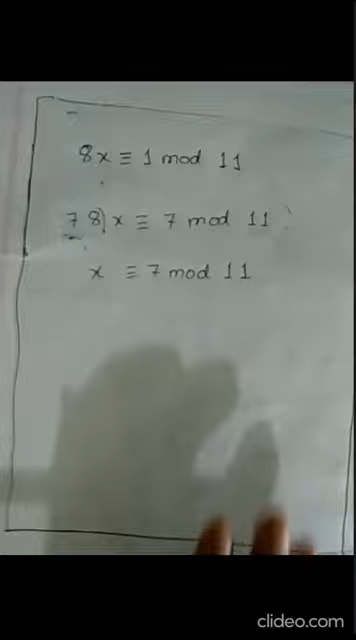 8x ≡ 1 mod 11
7 8) x ≡ 7 mod 11
x ≡ 7 mod 11
clideo.com